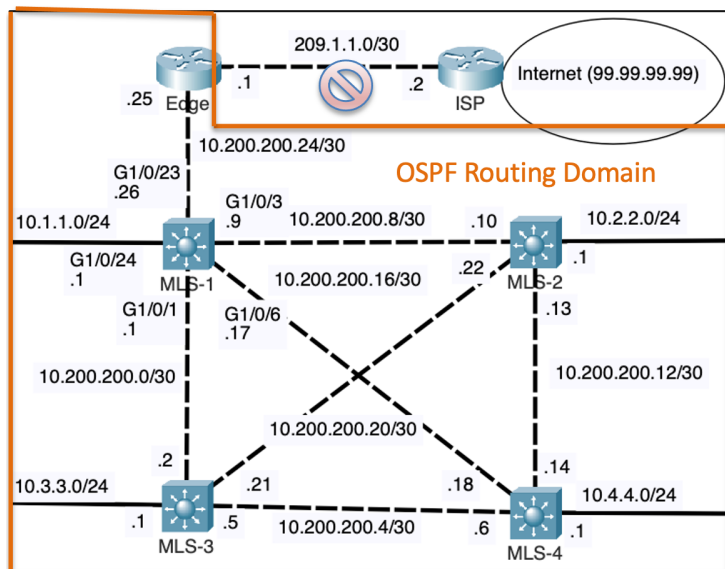 209.1.1.0/30
.1
.2
Internet (99.99.99.99)
Edge
ISP
.25
10.200.200.24/30
OSPF Routing Domain
G1/0/23
.26
G1/0/3
.9
10.1.1.0/24
10.200.200.8/30
.10
10.2.2.0/24
G1/0/24
.1
MLS-1
10.200.200.16/30
.22
MLS-2
.1
G1/0/1
.1
G1/0/6
.17
.13
10.200.200.0/30
10.200.200.12/30
10.200.200.20/30
.2
.14
10.3.3.0/24
.21
.18
10.4.4.0/24
.1
.5
10.200.200.4/30
.6
.1
MLS-3
MLS-4